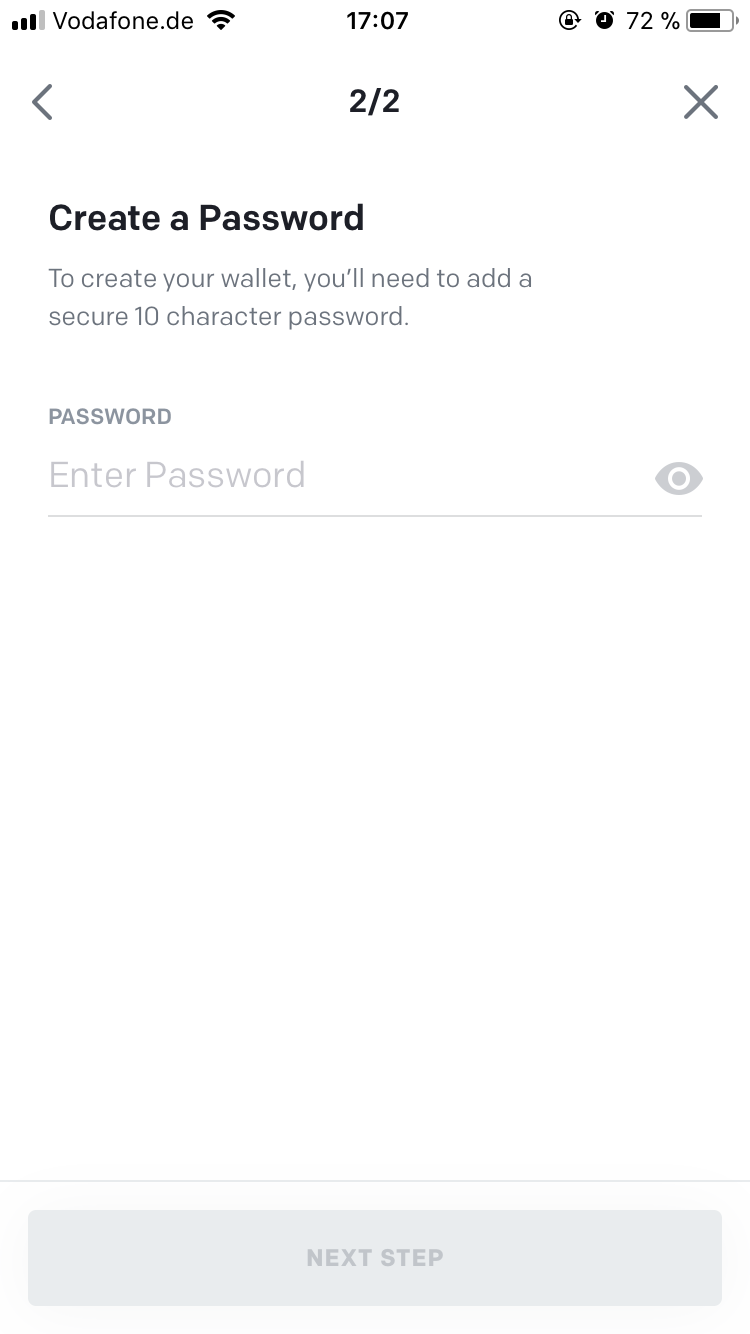 Vodafone.de 17:07 72 %
2/2
Create a Password
To create your wallet, you’ll need to add a
secure 10 character password.
PASSWORD
Enter Password
NEXT STEP